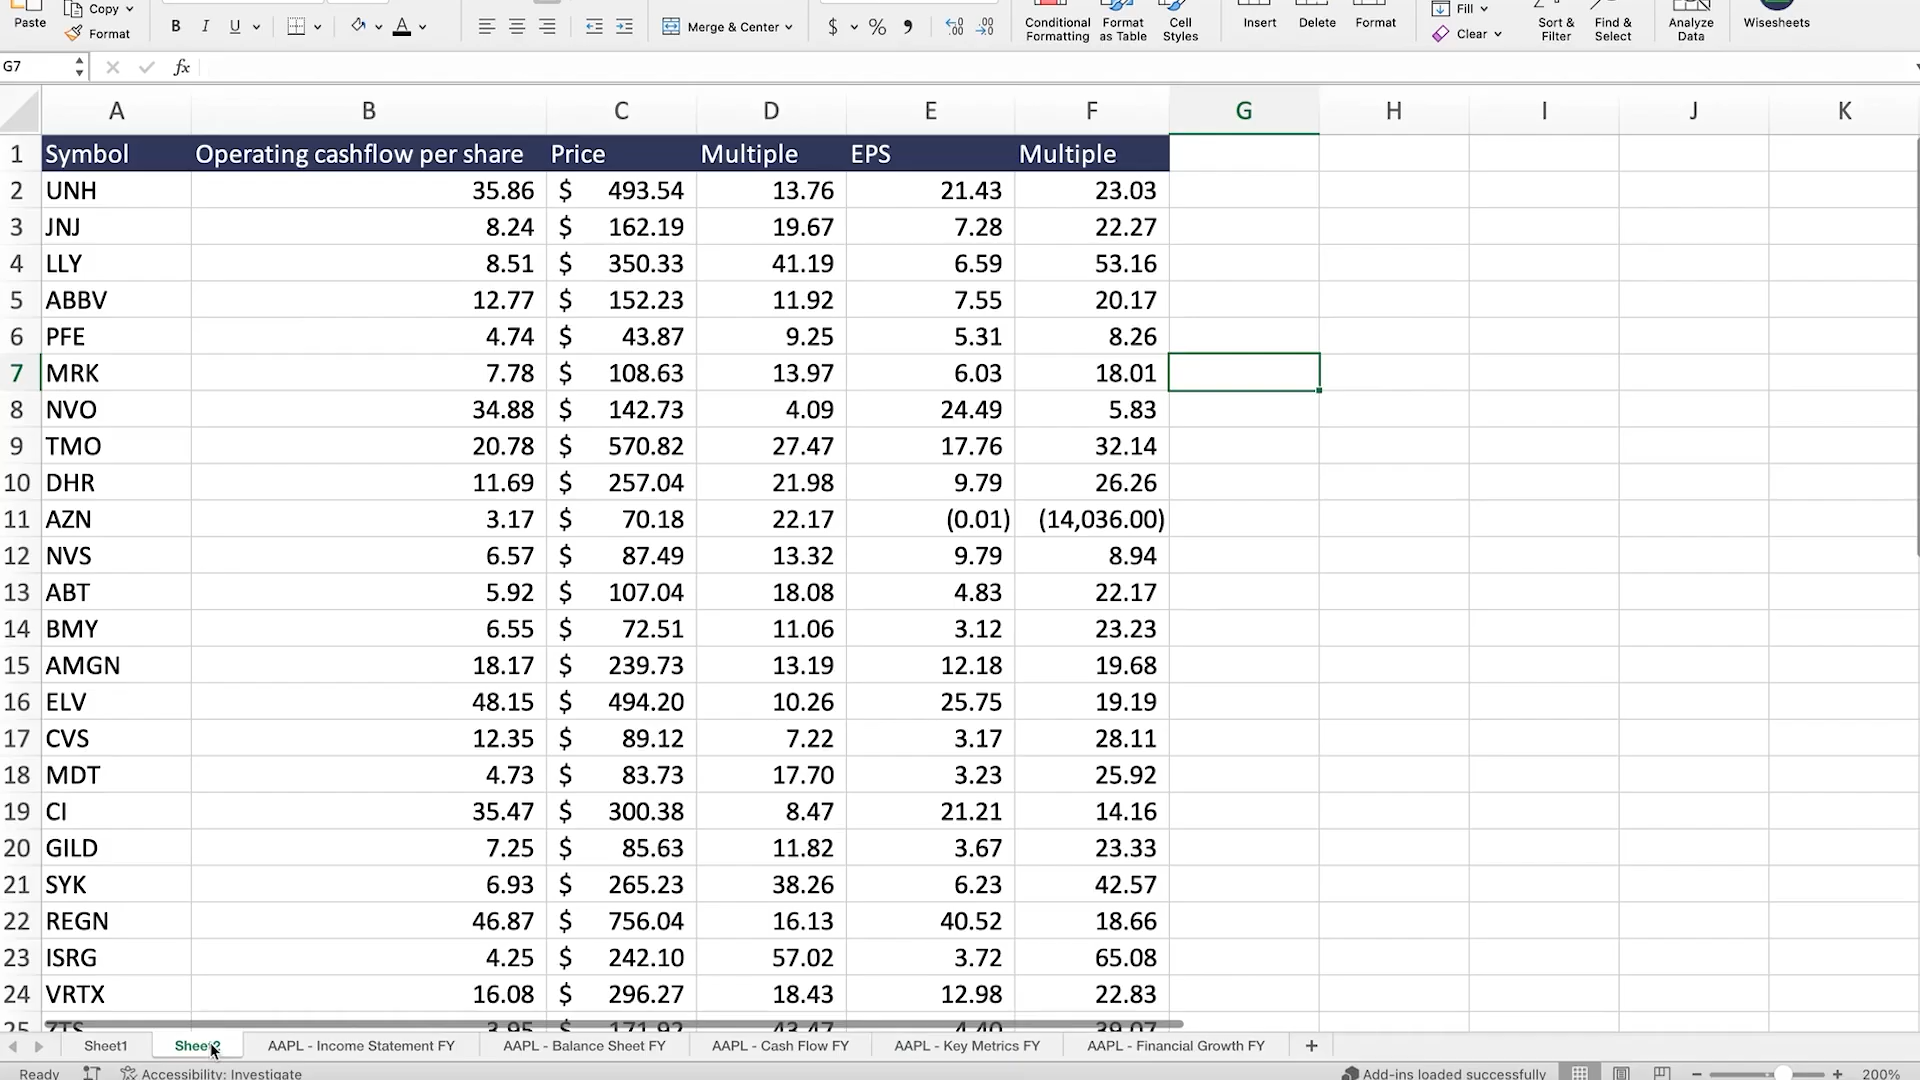 Paste Copy Format B I U A Merge & Center $ % Conditional Formatting Format as Table Cell Styles Insert Delete Format Fill Clear Sort & Filter Find & Select Analyze Data Wisesheets
G7 fx
A B C D E F G H I J K
1 Symbol Operating cashflow per share Price Multiple EPS Multiple
2 UNH 35.86 $ 493.54 13.76 21.43 23.03
3 JNJ 8.24 $ 162.19 19.67 7.28 22.27
4 LLY 8.51 $ 350.33 41.19 6.59 53.16
5 ABBV 12.77 $ 152.23 11.92 7.55 20.17
6 PFE 4.74 $ 43.87 9.25 5.31 8.26
7 MRK 7.78 $ 108.63 13.97 6.03 18.01
8 NVO 34.88 $ 142.73 4.09 24.49 5.83
9 TMO 20.78 $ 570.82 27.47 17.76 32.14
10 DHR 11.69 $ 257.04 21.98 9.79 26.26
11 AZN 3.17 $ 70.18 22.17 (0.01) (14,036.00)
12 NVS 6.57 $ 87.49 13.32 9.79 8.94
13 ABT 5.92 $ 107.04 18.08 4.83 22.17
14 BMY 6.55 $ 72.51 11.06 3.12 23.23
15 AMGN 18.17 $ 239.73 13.19 12.18 19.68
16 ELV 48.15 $ 494.20 10.26 25.75 19.19
17 CVS 12.35 $ 89.12 7.22 3.17 28.11
18 MDT 4.73 $ 83.73 17.70 3.23 25.92
19 CI 35.47 $ 300.38 8.47 21.21 14.16
20 GILD 7.25 $ 85.63 11.82 3.67 23.33
21 SYK 6.93 $ 265.23 38.26 6.23 42.57
22 REGN 46.87 $ 756.04 16.13 40.52 18.66
23 ISRG 4.25 $ 242.10 57.02 3.72 65.08
24 VRTX 16.08 $ 296.27 18.43 12.98 22.83
25 ZTS 3.95 $ 171.92 43.47 4.40 39.07
Sheet1 Sheet2 AAPL - Income Statement FY AAPL - Balance Sheet FY AAPL - Cash Flow FY AAPL - Key Metrics FY AAPL - Financial Growth FY +
Ready Accessibility: Investigate Add-ins loaded successfully 200%